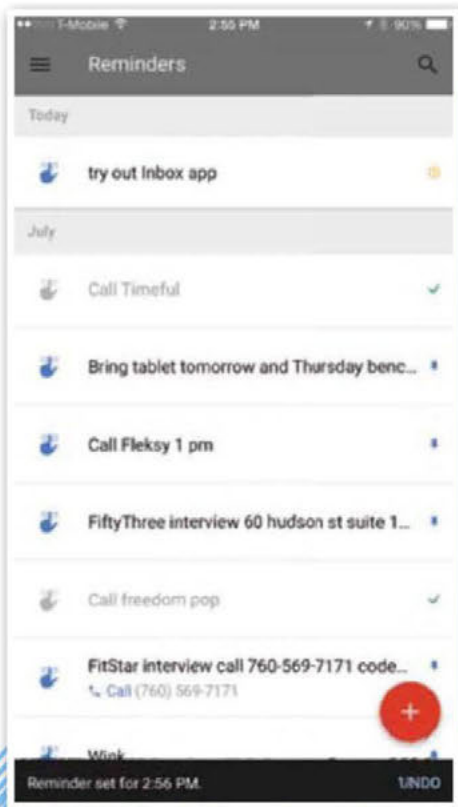 T-Mobile 2:55 PM 90%
Reminders
Today
try out Inbox app
July
Call Timeful
Bring tablet tomorrow and Thursday benc...
Call Fleksy 1 pm
FiftyThree interview 60 hudson st suite 1...
Call freedom pop
FitStar interview call 760-569-7171 code...
Call (760) 569-7171
Wink
Reminder set for 2:56 PM. UNDO